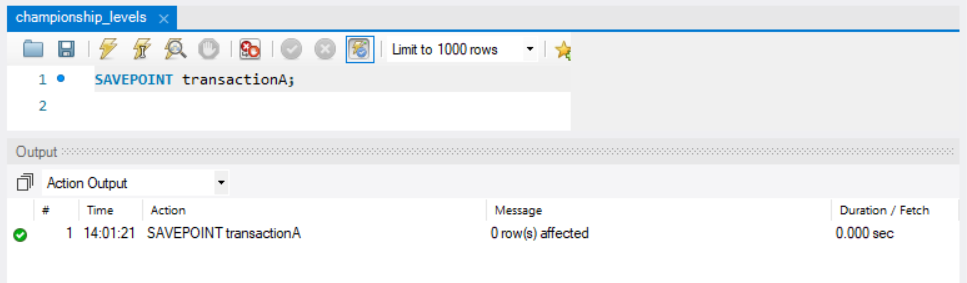 championship_levels
Limit to 1000 rows
1 SAVEPOINT transactionA;
2
Output
Action Output
# Time Action Message Duration / Fetch
1 14:01:21 SAVEPOINT transactionA 0 row(s) affected 0.000 sec